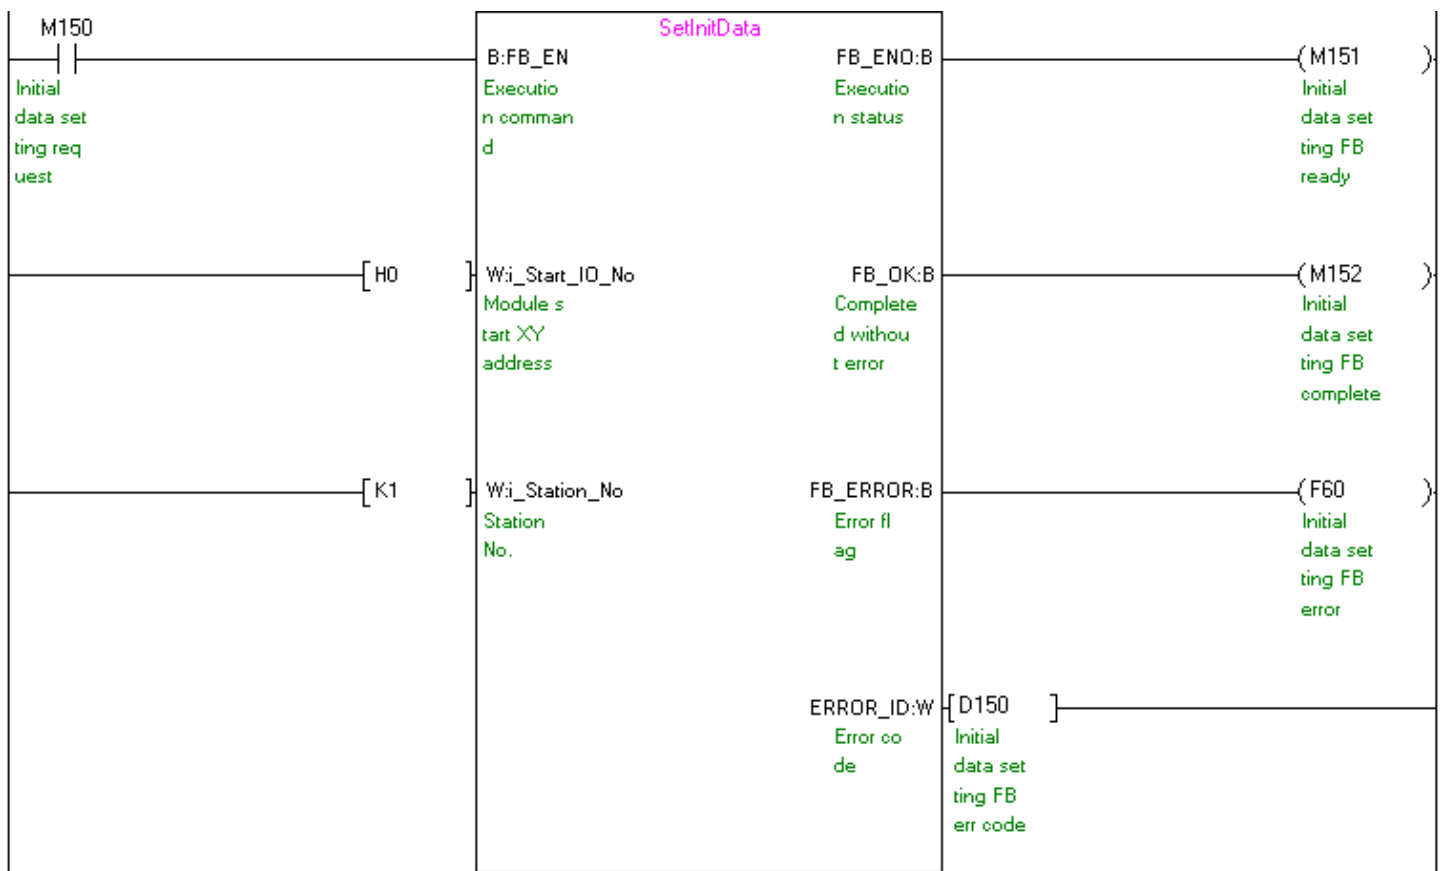 M150
SetInitData
B:FB_EN
FB_ENO:B
M151
Initial
data set
ting req
uest
Executio
n comman
d
Executio
n status
Initial
data set
ting FB
ready
H0
W:i_Start_IO_No
FB_OK:B
M152
Module s
tart XY
address
Complete
d withou
t error
Initial
data set
ting FB
complete
K1
W:i_Station_No
FB_ERROR:B
F60
Station
No.
Error fl
ag
Initial
data set
ting FB
error
ERROR_ID:W
D150
Error co
de
Initial
data set
ting FB
err code